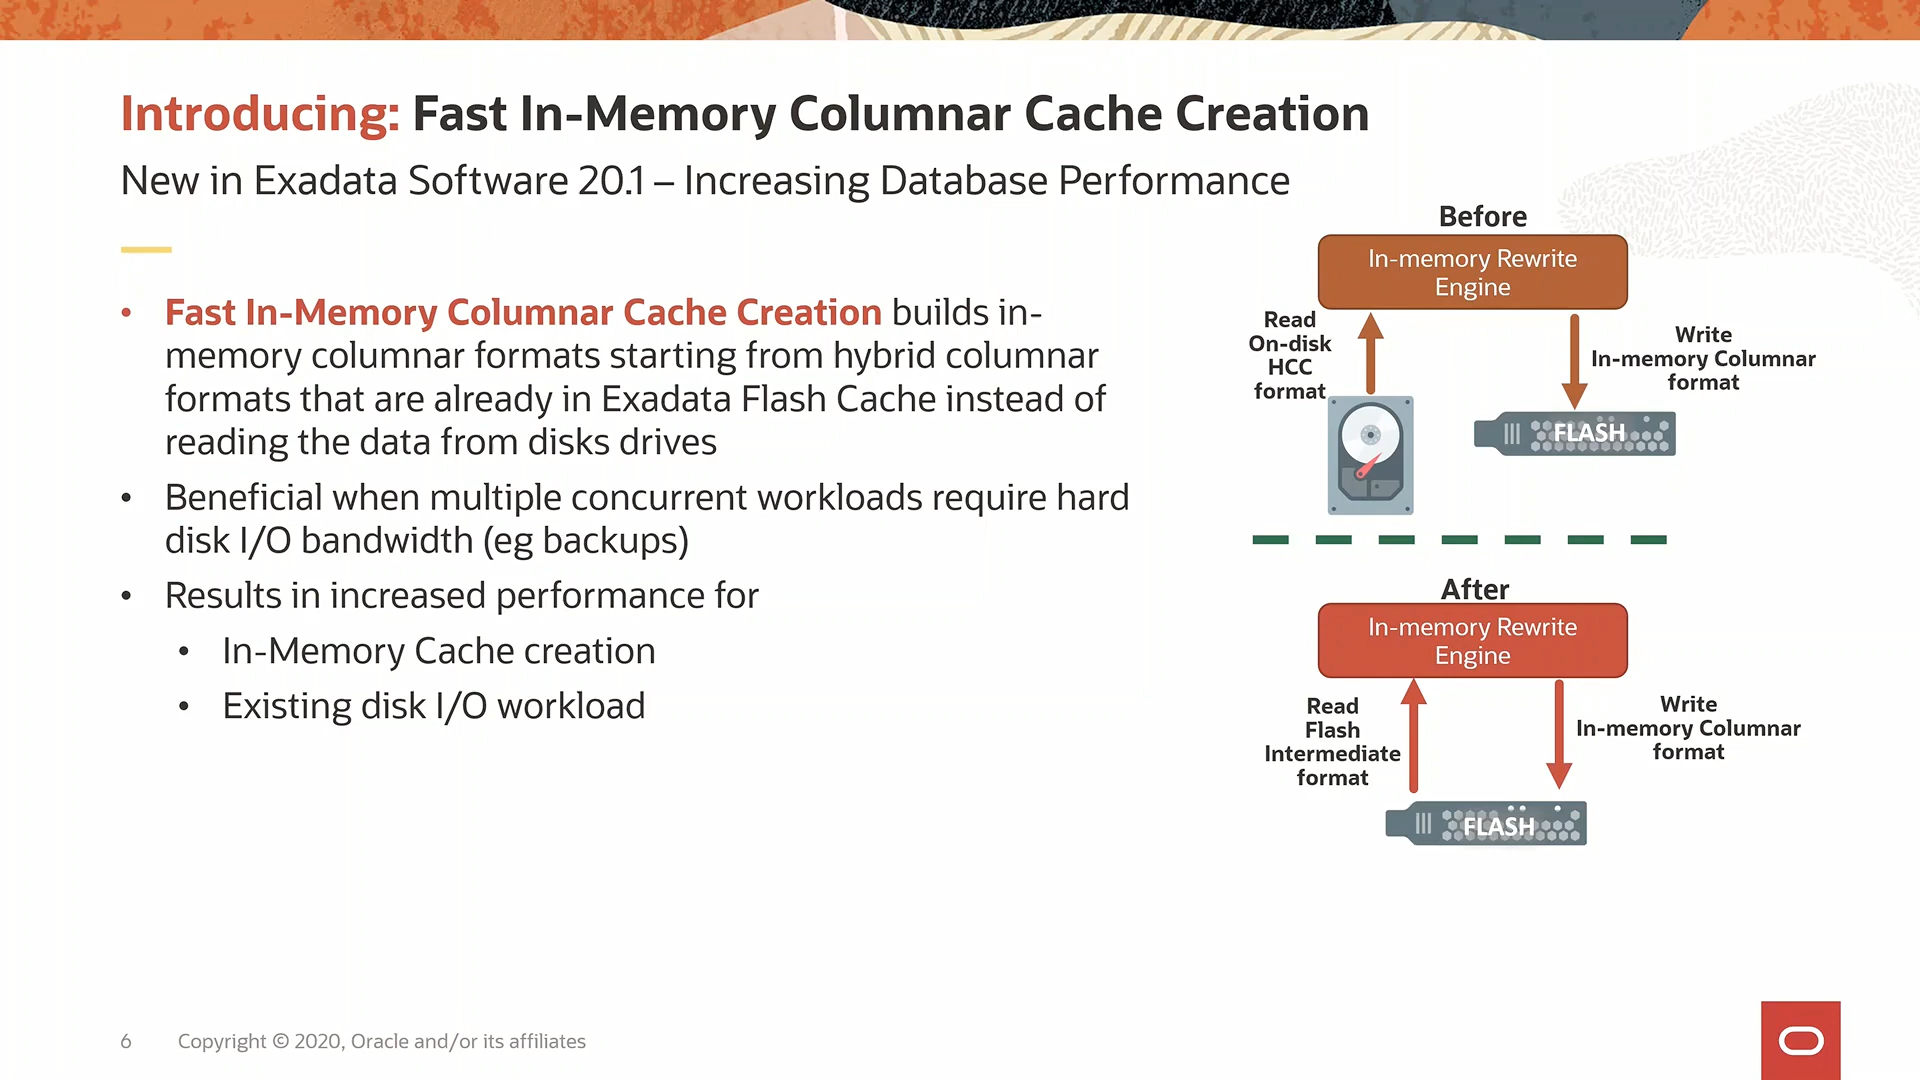 Introducing: Fast In-Memory Columnar Cache Creation
New in Exadata Software 20.1 – Increasing Database Performance
• Fast In-Memory Columnar Cache Creation builds in-
memory columnar formats starting from hybrid columnar
formats that are already in Exadata Flash Cache instead of
reading the data from disks drives
• Beneficial when multiple concurrent workloads require hard
disk I/O bandwidth (eg backups)
• Results in increased performance for
• In-Memory Cache creation
• Existing disk I/O workload
Before
In-memory Rewrite
Engine
Read
On-disk
HCC
format
Write
In-memory Columnar
format
FLASH
After
In-memory Rewrite
Engine
Read
Flash
Intermediate
format
Write
In-memory Columnar
format
FLASH
6 Copyright © 2020, Oracle and/or its affiliates